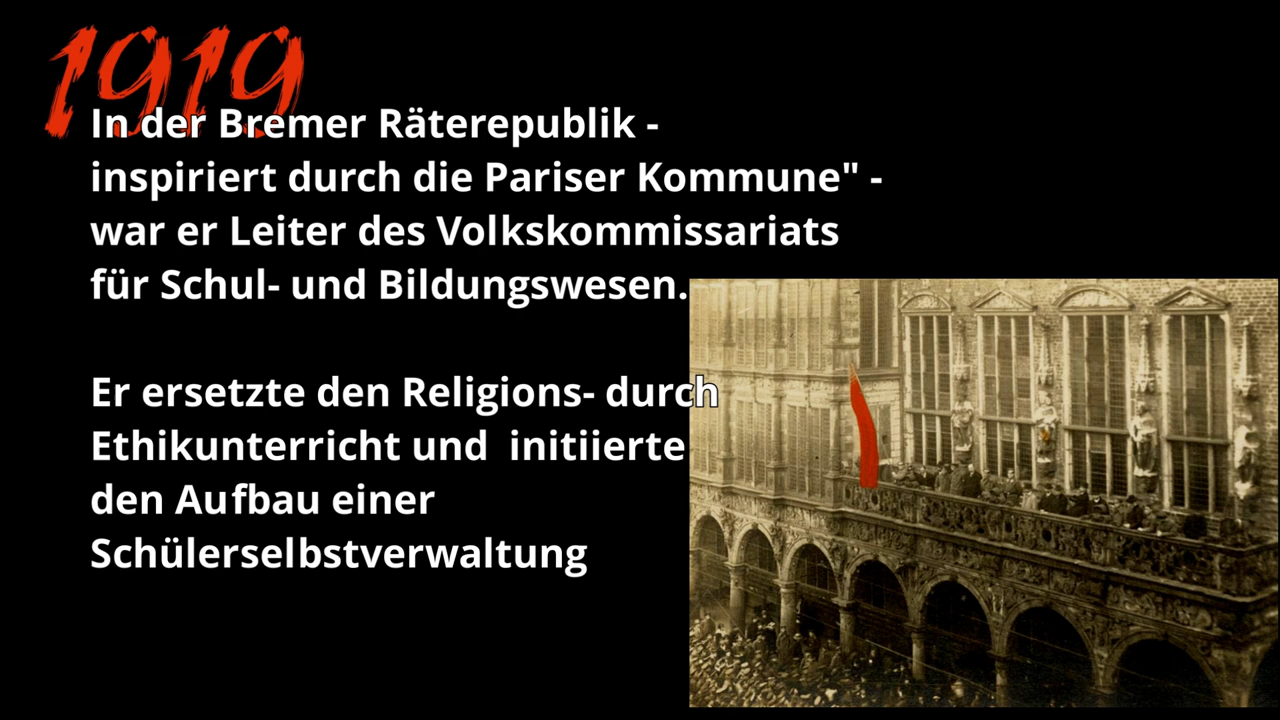 1919
In der Bremer Räterepublik -
inspiriert durch die Pariser Kommune" -
war er Leiter des Volkskommissariats
für Schul- und Bildungswesen.
Er ersetzte den Religions- durch
Ethikunterricht und  initiierte
den Aufbau einer
Schülerselbstverwaltung